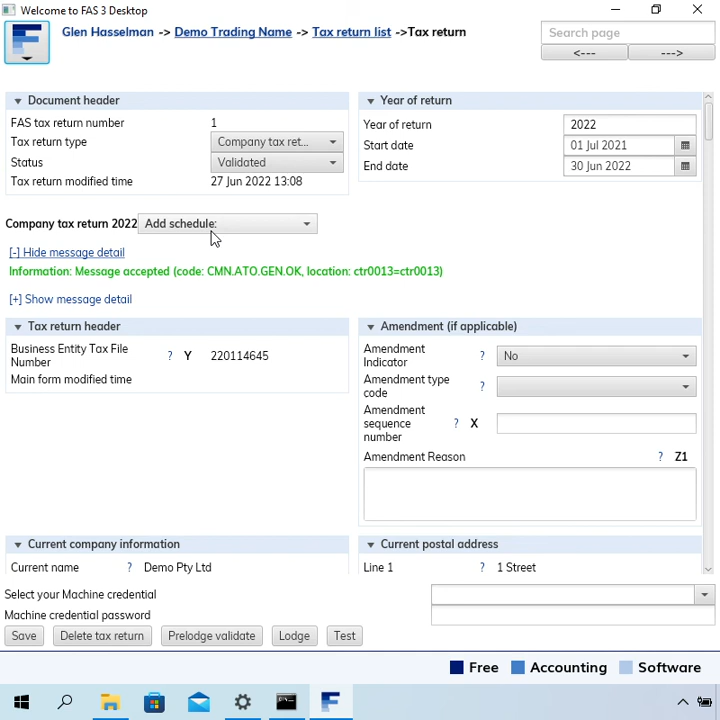 Welcome to FAS 3 Desktop
Glen Hasselman -> Demo Trading Name -> Tax return list ->Tax return
Search page
<---
--->
Document header
FAS tax return number 1
Tax return type Company tax ret...
Status Validated
Tax return modified time 27 Jun 2022 13:08
Year of return
Year of return 2022
Start date 01 Jul 2021
End date 30 Jun 2022
Company tax return 2022 Add schedule:
[-] Hide message detail
Information: Message accepted (code: CMN.ATO.GEN.OK, location: ctr0013=ctr0013)
[+] Show message detail
Tax return header
Business Entity Tax File Number ? Y 220114645
Main form modified time
Amendment (if applicable)
Amendment Indicator ? No
Amendment type code ?
Amendment sequence number ? X
Amendment Reason ? Z1
Current company information
Current name ? Demo Pty Ltd
Current postal address
Line 1 ? 1 Street
Select your Machine credential
Machine credential password
Save
Delete tax return
Prelodge validate
Lodge
Test
Free Accounting Software